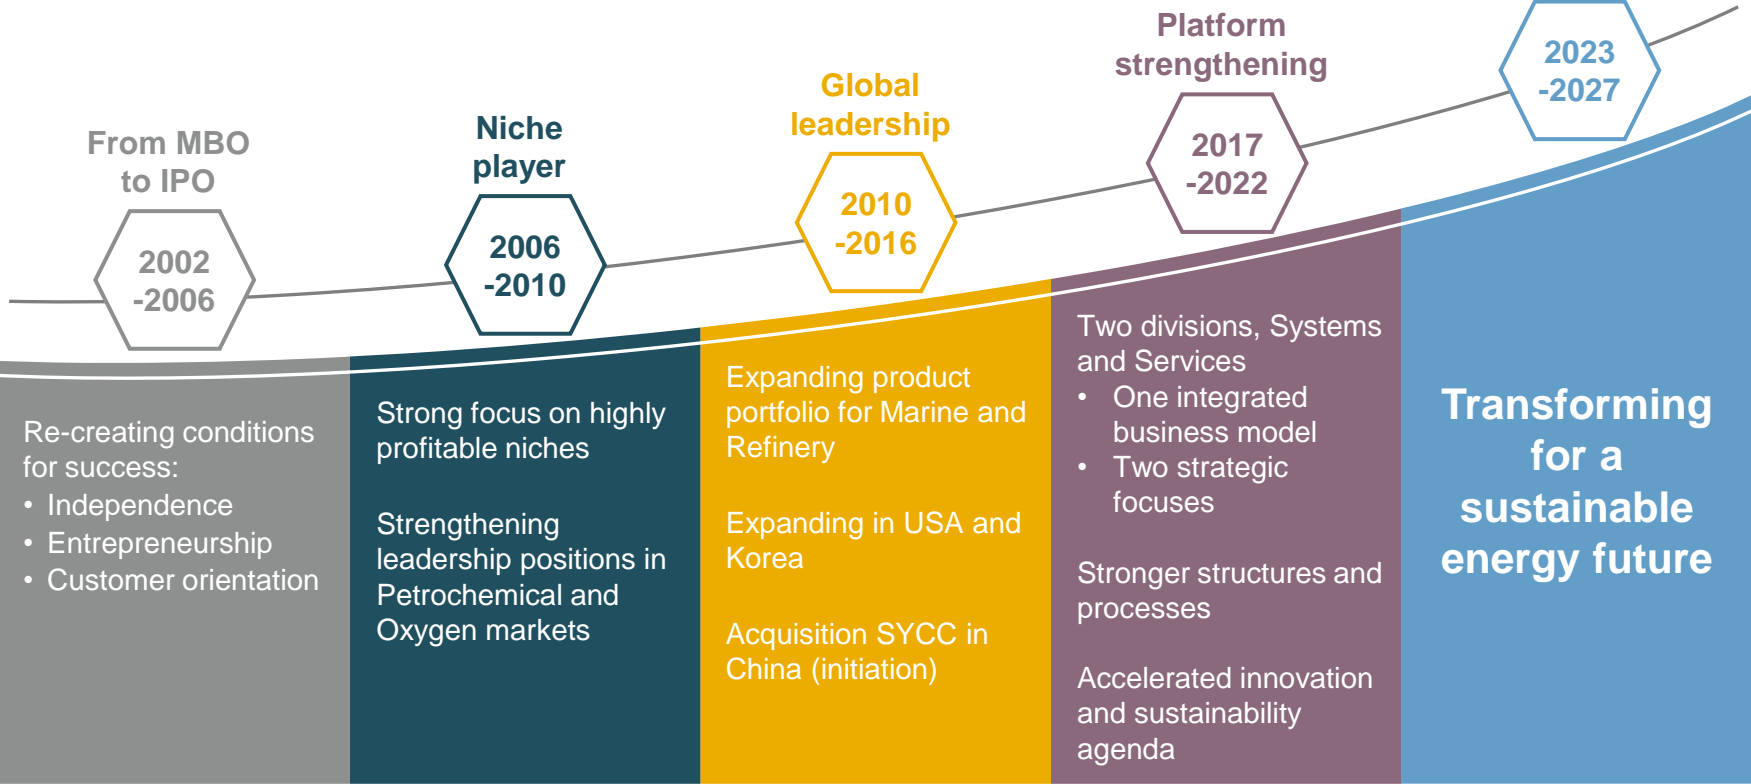 From MBO
to IPO
2002
-2006
Re-creating conditions
for success:
• Independence
• Entrepreneurship
• Customer orientation
Niche
player
2006
-2010
Strong focus on highly
profitable niches
Strengthening
leadership positions in
Petrochemical and
Oxygen markets
Global
leadership
2010
-2016
Expanding product
portfolio for Marine and
Refinery
Expanding in USA and
Korea
Acquisition SYCC in
China (initiation)
Platform
strengthening
2017
-2022
Two divisions, Systems
and Services
• One integrated
business model
• Two strategic
focuses
Stronger structures and
processes
Accelerated innovation
and sustainability
agenda
2023
-2027
Transforming
for a
sustainable
energy future